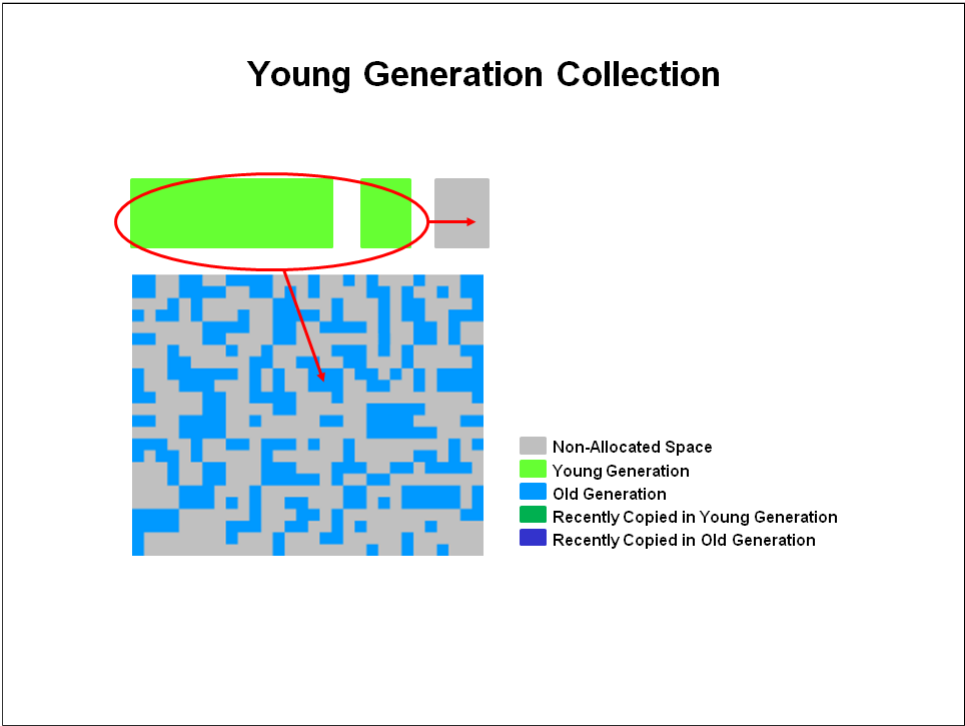 Young Generation Collection
Non-Allocated Space
Young Generation
Old Generation
Recently Copied in Young Generation
Recently Copied in Old Generation